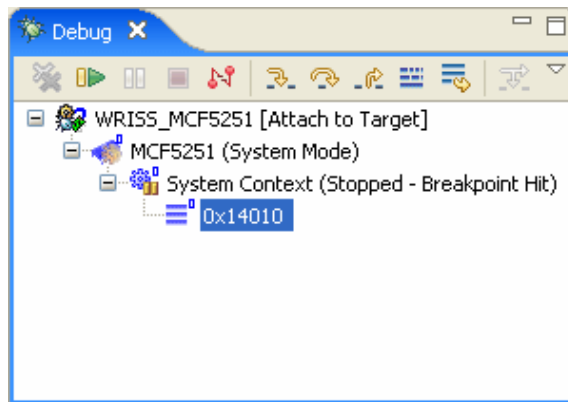 Debug
WRISS_MCF5251 [Attach to Target]
MCF5251 (System Mode)
System Context (Stopped - Breakpoint Hit)
0x14010